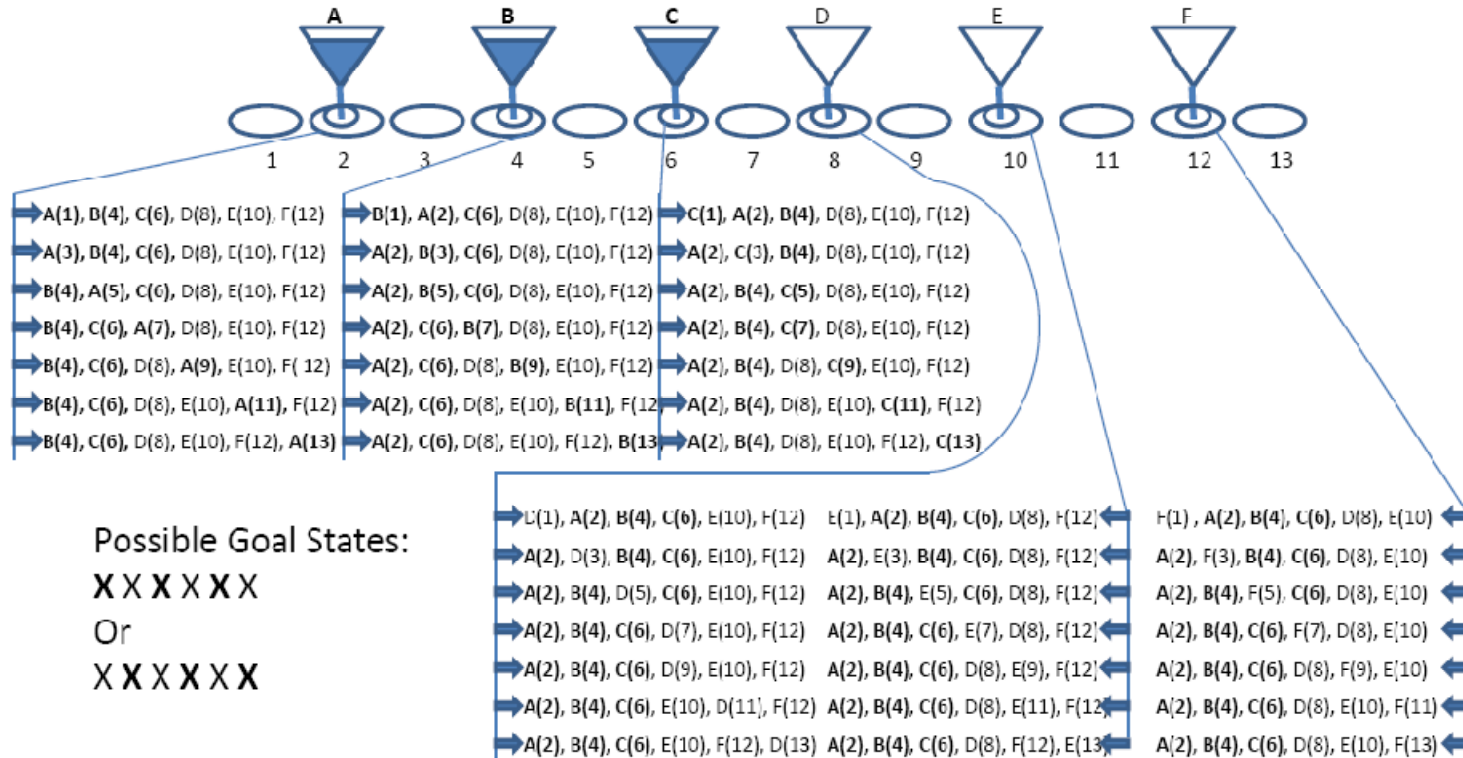 A B C D E F
1 2 3 4 5 6 7 8 9 10 11 12 13
A(1), B(4), C(6), D(8), E(10), F(12)
A(3), B(4), C(6), D(8), E(10), F(12)
B(4), A(5), C(6), D(8), E(10), F(12)
B(4), C(6), A(7), D(8), E(10), F(12)
B(4), C(6), D(8), A(9), E(10), F( 12)
B(4), C(6), D(8), E(10), A(11), F(12)
B(4), C(6), D(8), E(10), F(12), A(13)
B(1), A(2), C(6), D(8), E(10), F(12)
A(2), B(3), C(6), D(8), E(10), F(12)
A(2), B(5), C(6), D(8), E(10), F(12)
A(2), C(6), B(7), D(8), E(10), F(12)
A(2), C(6), D(8), B(9), E(10), F(12)
A(2), C(6), D(8), E(10), B(11), F(12
A(2), C(6), D(8), E(10), F(12), B(13
C(1), A(2), B(4), D(8), E(10), F(12)
A(2), C(3), B(4), D(8), E(10), F(12)
A(2), B(4), C(5), D(8), E(10), F(12)
A(2), B(4), C(7), D(8), E(10), F(12)
A(2), B(4), D(8), C(9), E(10), F(12)
A(2), B(4), D(8), E(10), C(11), F(12)
A(2), B(4), D(8), E(10), F(12), C(13)
Possible Goal States:
X X X X X X
Or
X X X X X X
D(1), A(2), B(4), C(6), E(10), F(12)
A(2), D(3), B(4), C(6), E(10), F(12)
A(2), B(4), D(5), C(6), E(10), F(12)
A(2), B(4), C(6), D(7), E(10), F(12)
A(2), B(4), C(6), D(9), E(10), F(12)
A(2), B(4), C(6), E(10), D(11), F(12)
A(2), B(4), C(6), E(10), F(12), D(13)
E(1), A(2), B(4), C(6), D(8), F(12)
A(2), E(3), B(4), C(6), D(8), F(12)
A(2), B(4), E(5), C(6), D(8), F(12)
A(2), B(4), C(6), E(7), D(8), F(12)
A(2), B(4), C(6), D(8), E(9), F(12)
A(2), B(4), C(6), D(8), E(11), F(12
A(2), B(4), C(6), D(8), F(12), E(13
F(1) , A(2), B(4), C(6), D(8), E(10)
A(2), F(3), B(4), C(6), D(8), E(10)
A(2), B(4), F(5), C(6), D(8), E(10)
A(2), B(4), C(6), F(7), D(8), E(10)
A(2), B(4), C(6), D(8), F(9), E(10)
A(2), B(4), C(6), D(8), E(10), F(11)
A(2), B(4), C(6), D(8), E(10), F(13)